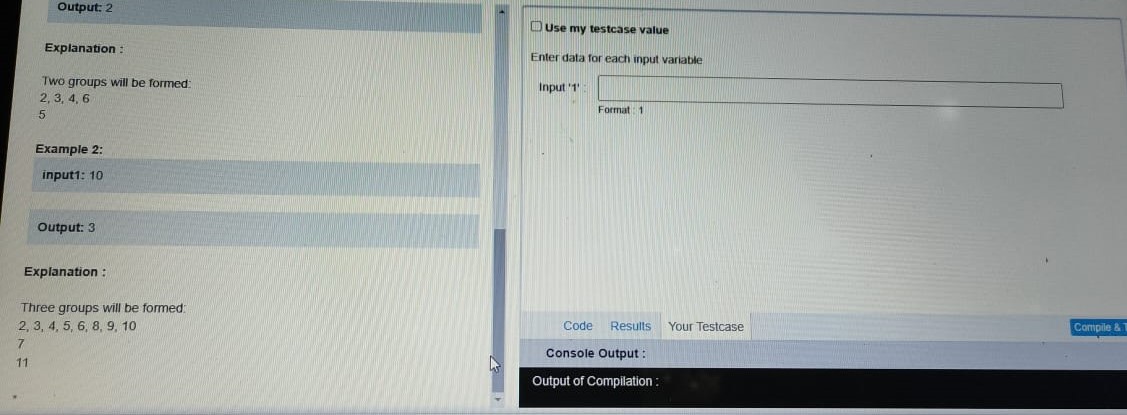 Output: 2
Explanation :
Two groups will be formed:
2, 3, 4, 6
5
Example 2:
input1: 10
Output: 3
Explanation :
Three groups will be formed:
2, 3, 4, 5, 6, 8, 9, 10
7
11
Use my testcase value
Enter data for each input variable
Input '1' :
Format : 1
Code Results Your Testcase
Compile &
Console Output :
Output of Compilation :